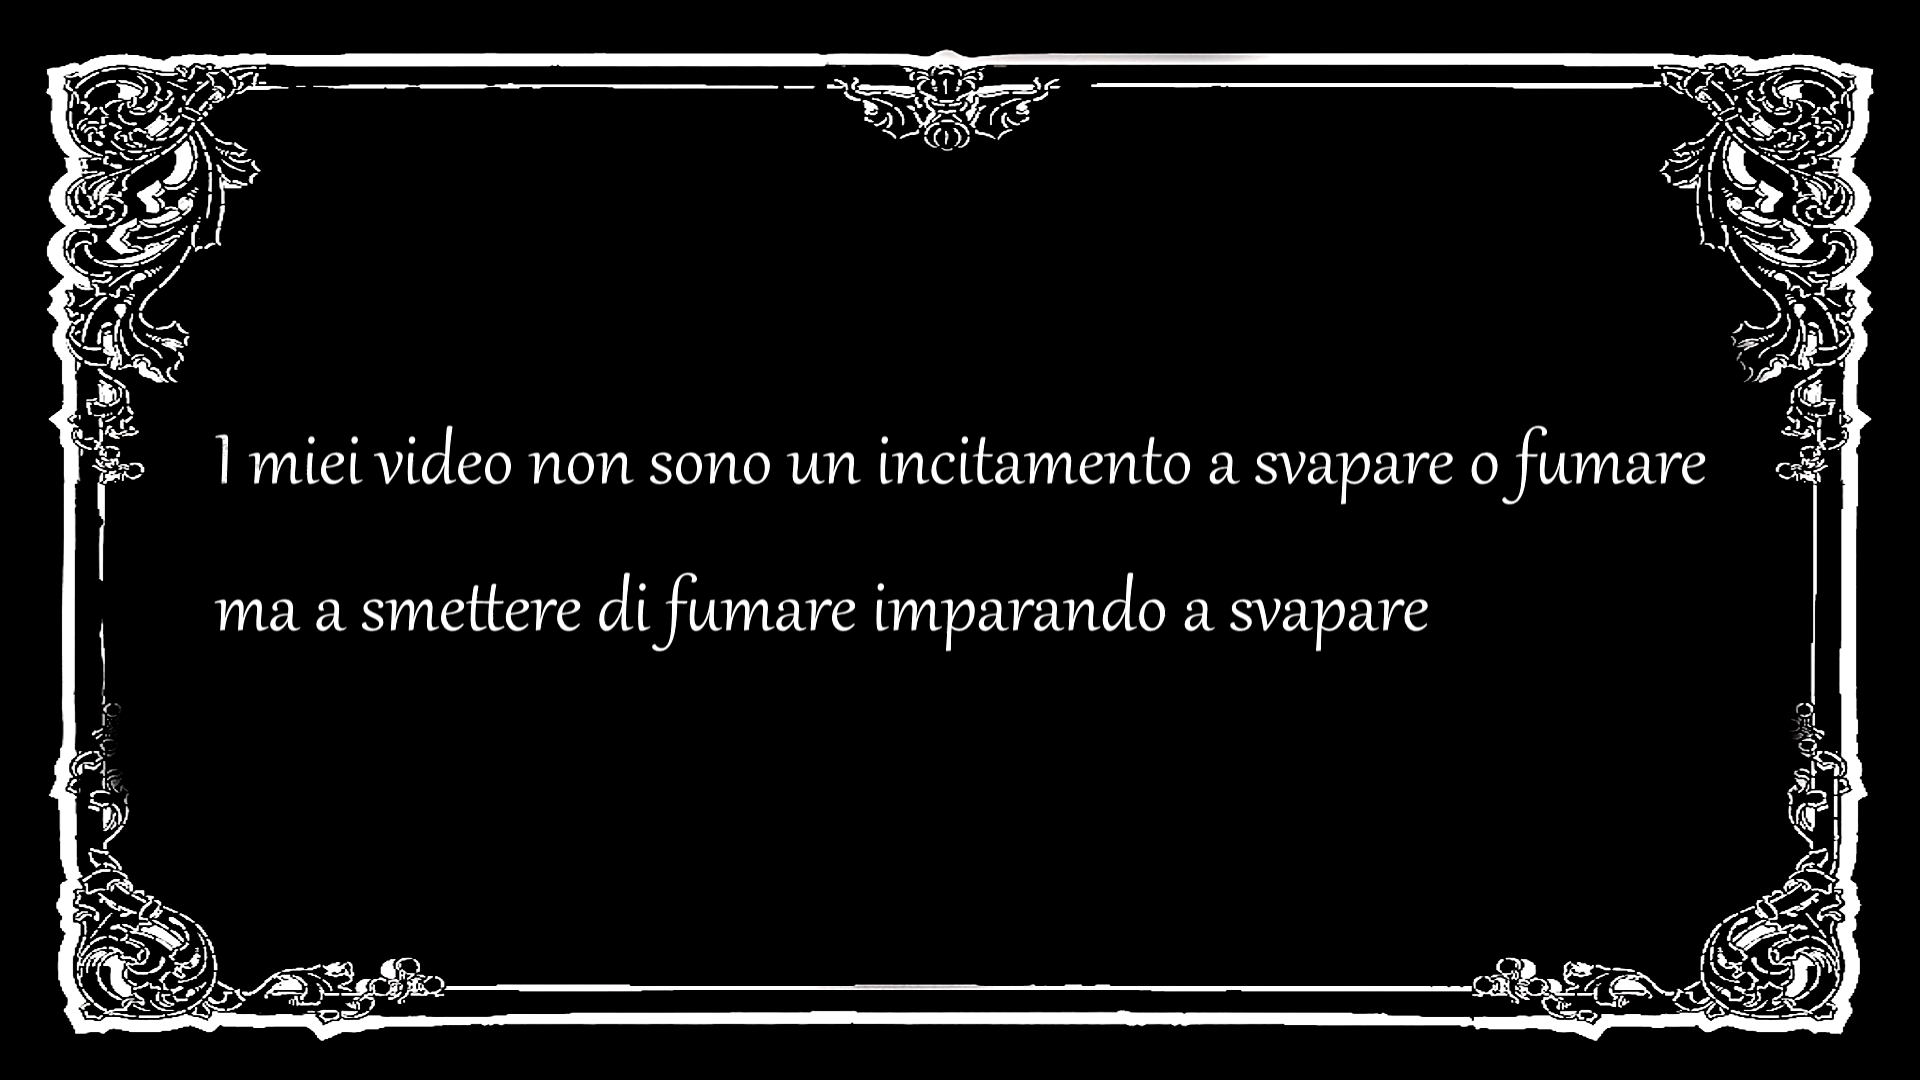 I miei video non sono un incitamento a svapare o fumare
ma a smettere di fumare imparando a svapare